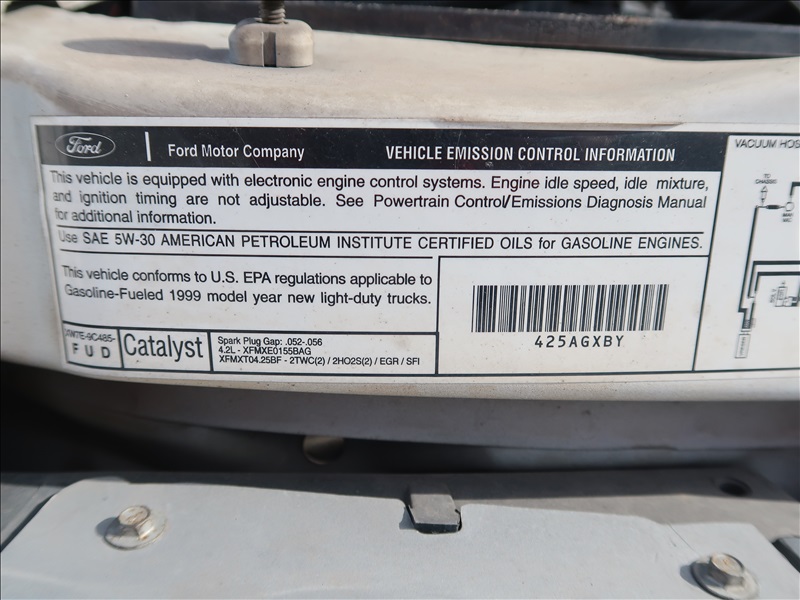 Ford
Ford Motor Company
VEHICLE EMISSION CONTROL INFORMATION
This vehicle is equipped with electronic engine control systems. Engine idle speed, idle mixture,
and ignition timing are not adjustable. See Powertrain Control/Emissions Diagnosis Manual
for additional information.
Use SAE 5W-30 AMERICAN PETROLEUM INSTITUTE CERTIFIED OILS for GASOLINE ENGINES.
This vehicle conforms to U.S. EPA regulations applicable to
Gasoline-Fueled 1999 model year new light-duty trucks.
F U D
Catalyst
Spark Plug Gap: .052-.056
4.2L - XFMXE0155BAG
XFMXT04.25BF - 2TWC(2) / 2HO2S(2) / EGR / SFI
425AGXBY
VACUUM HOS
TO
CHASSIS